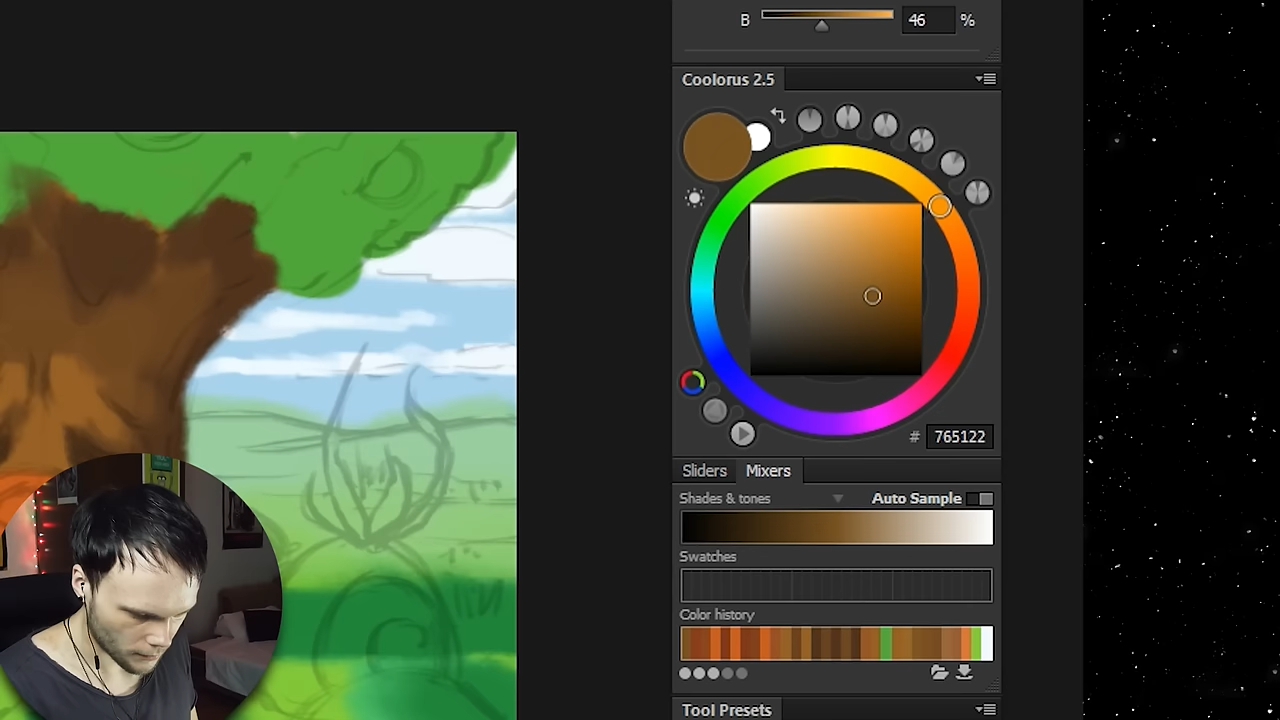 B 46 %
Coolorus 2.5
# 765122
Sliders Mixers
Shades & tones Auto Sample
Swatches
Color history
Tool Presets